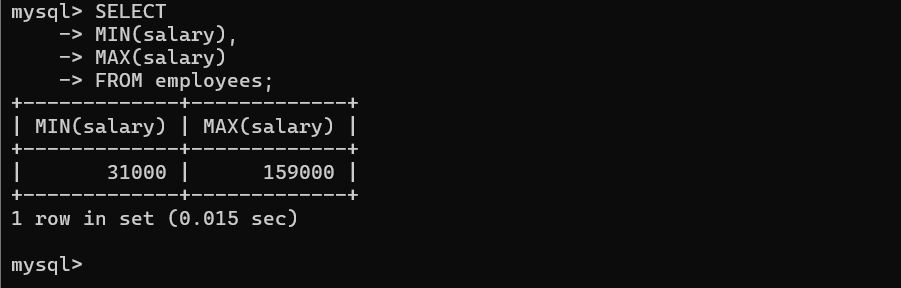 mysql> SELECT
    -> MIN(salary),
    -> MAX(salary)
    -> FROM employees;
+-------------+-------------+
| MIN(salary) | MAX(salary) |
+-------------+-------------+
|       31000 |      159000 |
+-------------+-------------+
1 row in set (0.015 sec)

mysql>